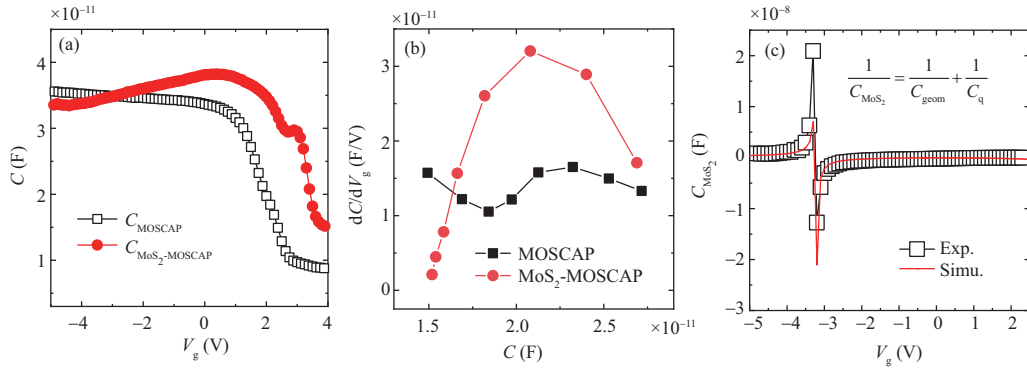 ×10⁻¹¹
(a)
4
3
2
1
C (F)
C_MOSCAP
C_MoS₂-MOSCAP
−4 −2 0 2 4
V_g (V)
×10⁻¹¹
(b)
4
3
2
1
0
dC/dV_g (F/V)
MOSCAP
MoS₂-MOSCAP
1.5 2.0 2.5
×10⁻¹¹
C (F)
×10⁻⁸
(c)
2
1
0
−1
−2
−3
C_MoS₂ (F)
1/C_MoS₂ = 1/C_geom + 1/C_q
Exp.
Simu.
−5 −4 −3 −2 −1 0 1 2
V_g (V)